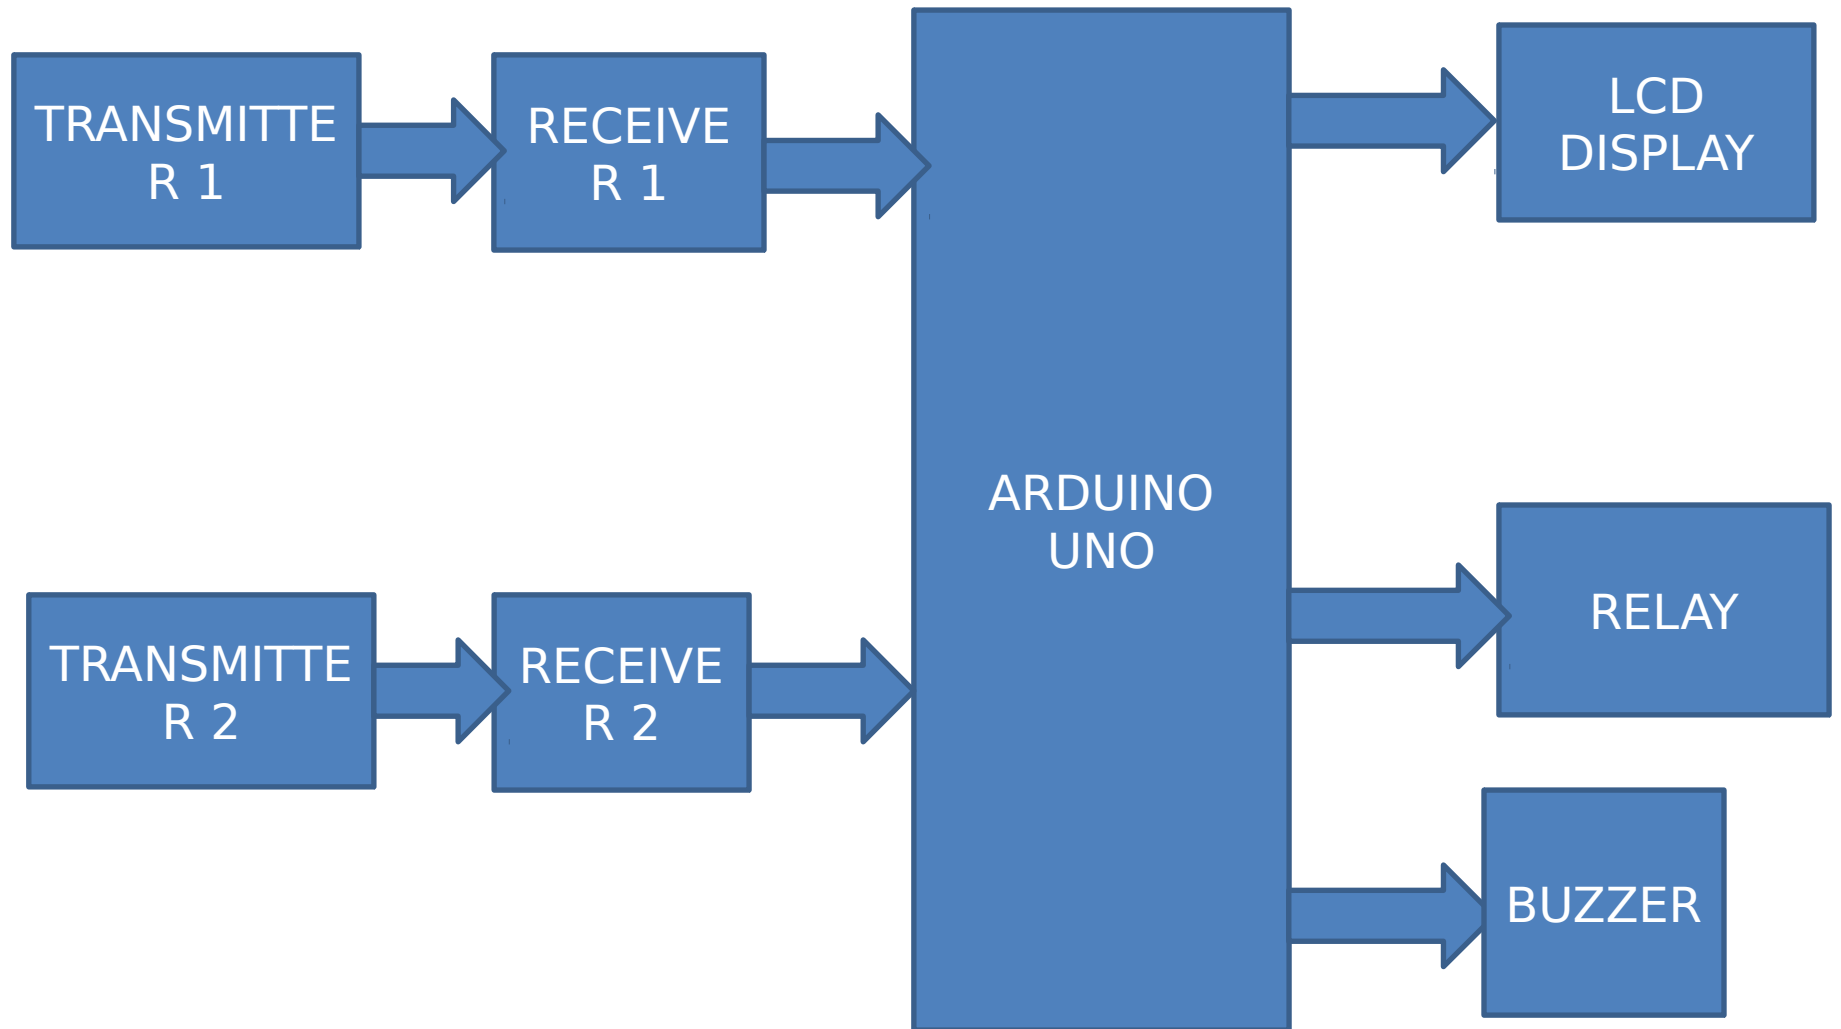 TRANSMITTE
R 1
RECEIVE
R 1
LCD
DISPLAY
ARDUINO
UNO
RELAY
TRANSMITTE
R 2
RECEIVE
R 2
BUZZER